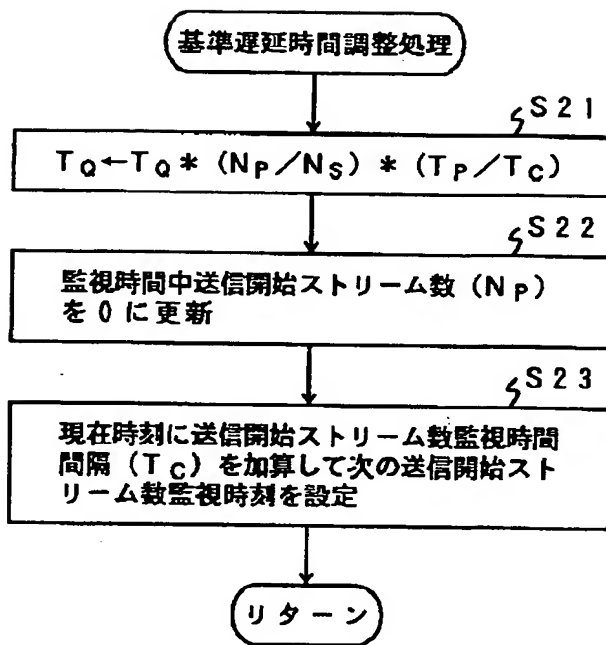 基準遅延時間調整処理
S21
TQ←TQ*(NP/NS)*(TP/TC)
S22
監視時間中送信開始ストリーム数(NP)
を0に更新
S23
現在時刻に送信開始ストリーム数監視時間
間隔(TC)を加算して次の送信開始スト
リーム数監視時刻を設定
リターン